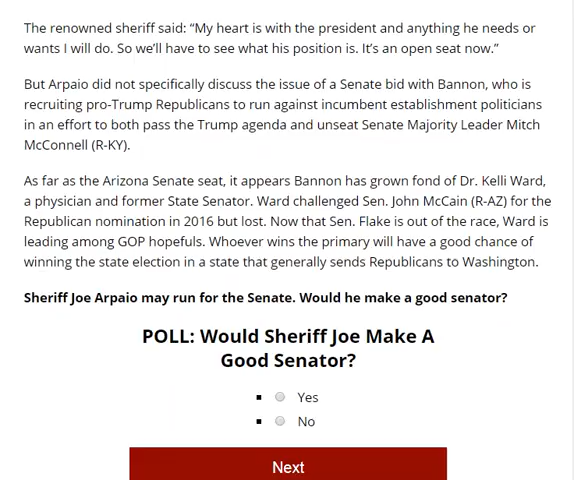 The renowned sheriff said: “My heart is with the president and anything he needs or
wants I will do. So we’ll have to see what his position is. It’s an open seat now.”
But Arpaio did not specifically discuss the issue of a Senate bid with Bannon, who is
recruiting pro-Trump Republicans to run against incumbent establishment politicians
in an effort to both pass the Trump agenda and unseat Senate Majority Leader Mitch
McConnell (R-KY).
As far as the Arizona Senate seat, it appears Bannon has grown fond of Dr. Kelli Ward,
a physician and former State Senator. Ward challenged Sen. John McCain (R-AZ) for the
Republican nomination in 2016 but lost. Now that Sen. Flake is out of the race, Ward is
leading among GOP hopefuls. Whoever wins the primary will have a good chance of
winning the state election in a state that generally sends Republicans to Washington.
Sheriff Joe Arpaio may run for the Senate. Would he make a good senator?
POLL: Would Sheriff Joe Make A
Good Senator?
Yes
No
Next